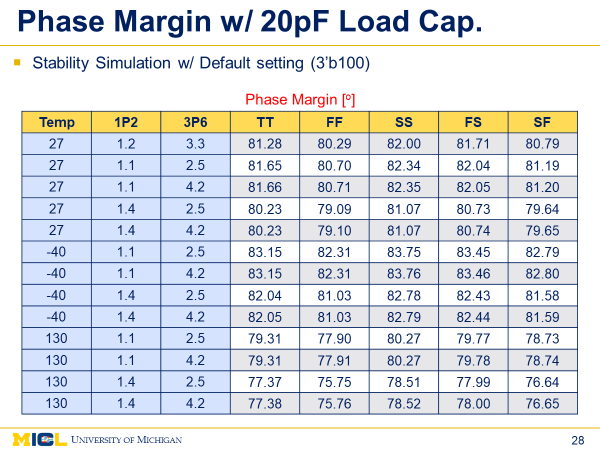 Phase Margin w/ 20pF Load Cap.
Stability Simulation w/ Default setting (3'b100)
Phase Margin [º]
Temp 1P2 3P6 TT FF SS FS SF
27 1.2 3.3 81.28 80.29 82.00 81.71 80.79
27 1.1 2.5 81.65 80.70 82.34 82.04 81.19
27 1.1 4.2 81.66 80.71 82.35 82.05 81.20
27 1.4 2.5 80.23 79.09 81.07 80.73 79.64
27 1.4 4.2 80.23 79.10 81.07 80.74 79.65
-40 1.1 2.5 83.15 82.31 83.75 83.45 82.79
-40 1.1 4.2 83.15 82.31 83.76 83.46 82.80
-40 1.4 2.5 82.04 81.03 82.78 82.43 81.58
-40 1.4 4.2 82.05 81.03 82.79 82.44 81.59
130 1.1 2.5 79.31 77.90 80.27 79.77 78.73
130 1.1 4.2 79.31 77.91 80.27 79.78 78.74
130 1.4 2.5 77.37 75.75 78.51 77.99 76.64
130 1.4 4.2 77.38 75.76 78.52 78.00 76.65
MICL UNIVERSITY OF MICHIGAN 28